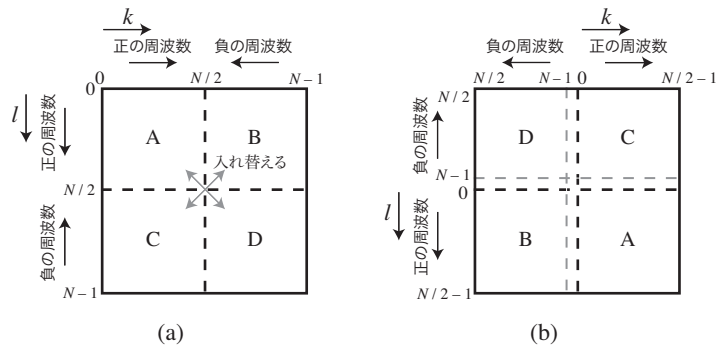 k
正の周波数 負の周波数
0 N/2 N−1
0
l
正の周波数
A B
入れ替える
N/2
負の周波数
C D
N−1
(a)
k
負の周波数 正の周波数
N/2 N−1 0 N/2−1
N/2
負の周波数
D C
N−1
0
l
正の周波数
B A
N/2−1
(b)